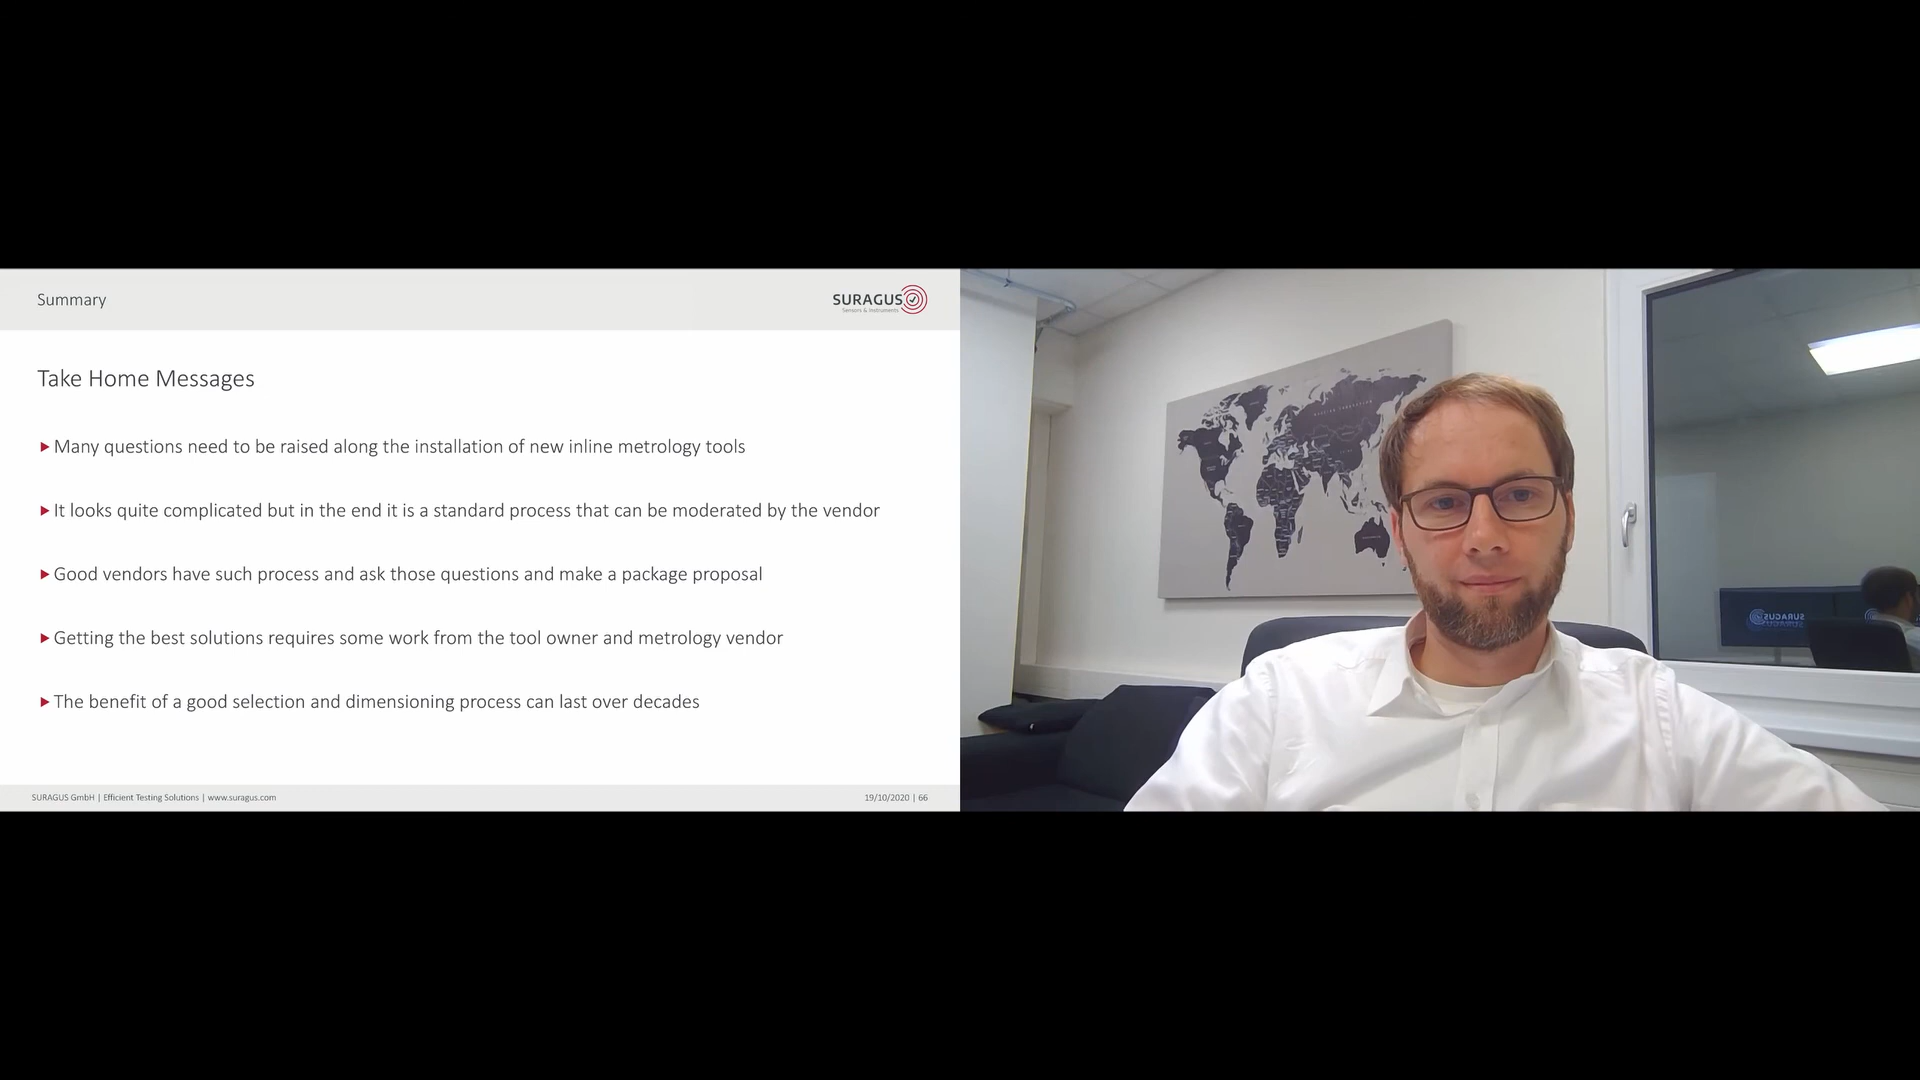 Summary
SURAGUS
Sensors & Instruments
Take Home Messages
Many questions need to be raised along the installation of new inline metrology tools
It looks quite complicated but in the end it is a standard process that can be moderated by the vendor
Good vendors have such process and ask those questions and make a package proposal
Getting the best solutions requires some work from the tool owner and metrology vendor
The benefit of a good selection and dimensioning process can last over decades
SURAGUS GmbH | Efficient Testing Solutions | www.suragus.com
19/10/2020 | 66
SURAGUS